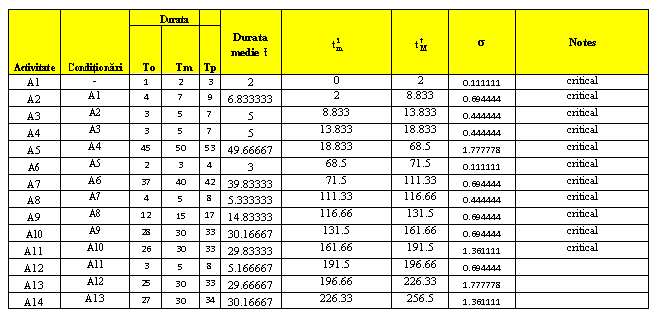 Durata
Activitate Condiţionări To Tm Tp Durata medie t t¹m t†M σ Notes
A1 - 1 2 3 2 0 2 0.111111 critical
A2 A1 4 7 9 6.833333 2 8.833 0.694444 critical
A3 A2 3 5 7 5 8.833 13.833 0.444444 critical
A4 A3 3 5 7 5 13.833 18.833 0.444444 critical
A5 A4 45 50 53 49.66667 18.833 68.5 1.777778 critical
A6 A5 2 3 4 3 68.5 71.5 0.111111 critical
A7 A6 37 40 42 39.83333 71.5 111.33 0.694444 critical
A8 A7 4 5 8 5.333333 111.33 116.66 0.444444 critical
A9 A8 12 15 17 14.83333 116.66 131.5 0.694444 critical
A10 A9 28 30 33 30.16667 131.5 161.66 0.694444 critical
A11 A10 26 30 33 29.83333 161.66 191.5 1.361111 critical
A12 A11 3 5 8 5.166667 191.5 196.66 0.694444
A13 A12 25 30 33 29.66667 196.66 226.33 1.777778
A14 A13 27 30 34 30.16667 226.33 256.5 1.361111